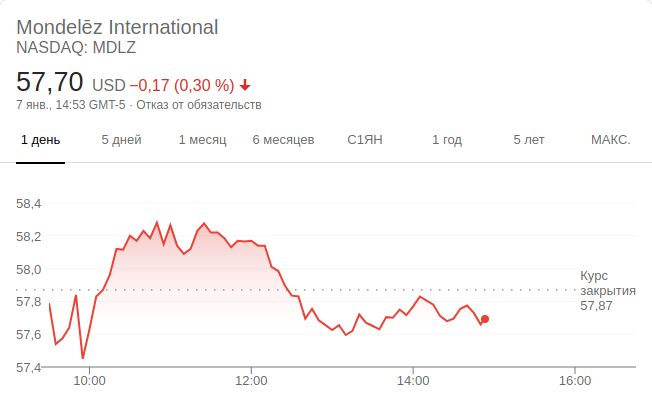 Mondelēz International
NASDAQ: MDLZ
57,70 USD −0,17 (0,30 %)
7 янв., 14:53 GMT-5 · Отказ от обязательств
1 день 5 дней 1 месяц 6 месяцев С1ЯН 1 год 5 лет МАКС.
58,4
58,2
58,0
57,8
57,6
57,4
Курс
закрытия
57,87
10:00 12:00 14:00 16:00